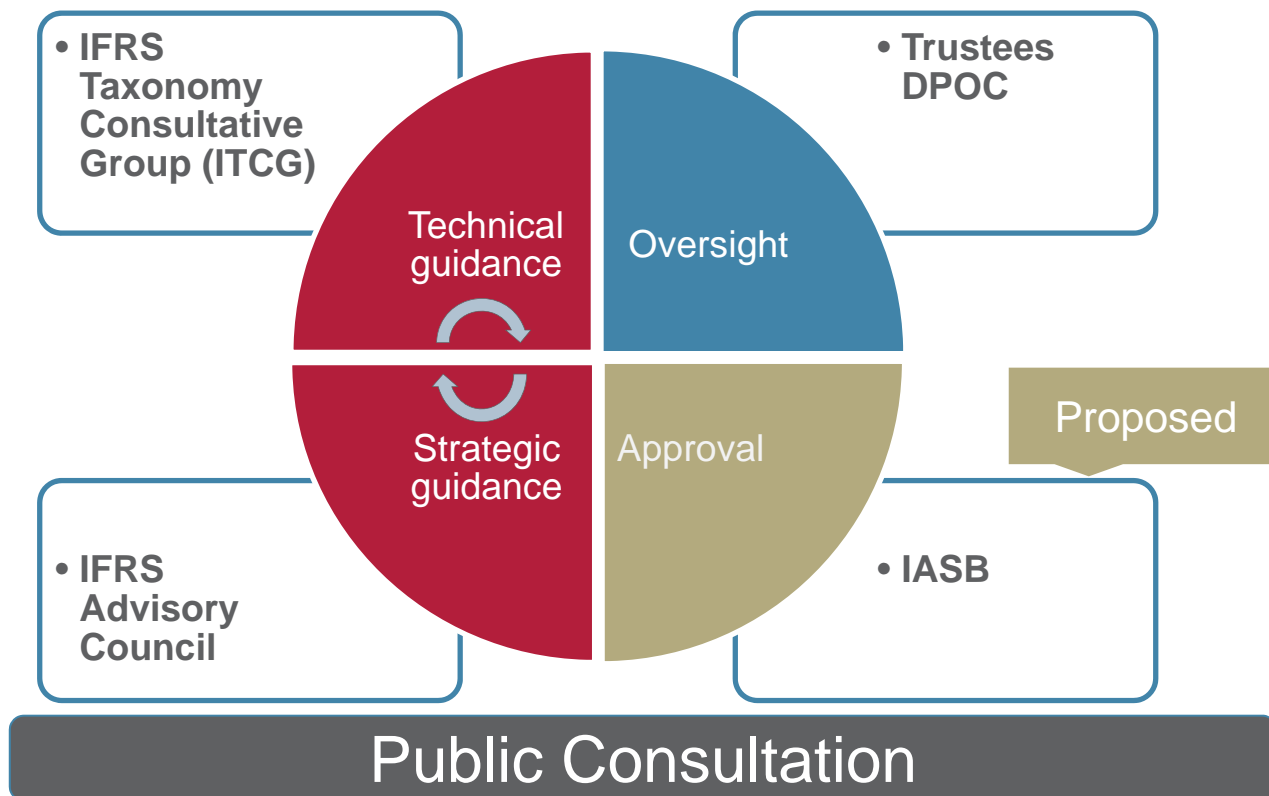 • IFRS
Taxonomy
Consultative
Group (ITCG)
• Trustees
DPOC
Technical
guidance
Oversight
Strategic
guidance
Approval
Proposed
• IFRS
Advisory
Council
• IASB
Public Consultation